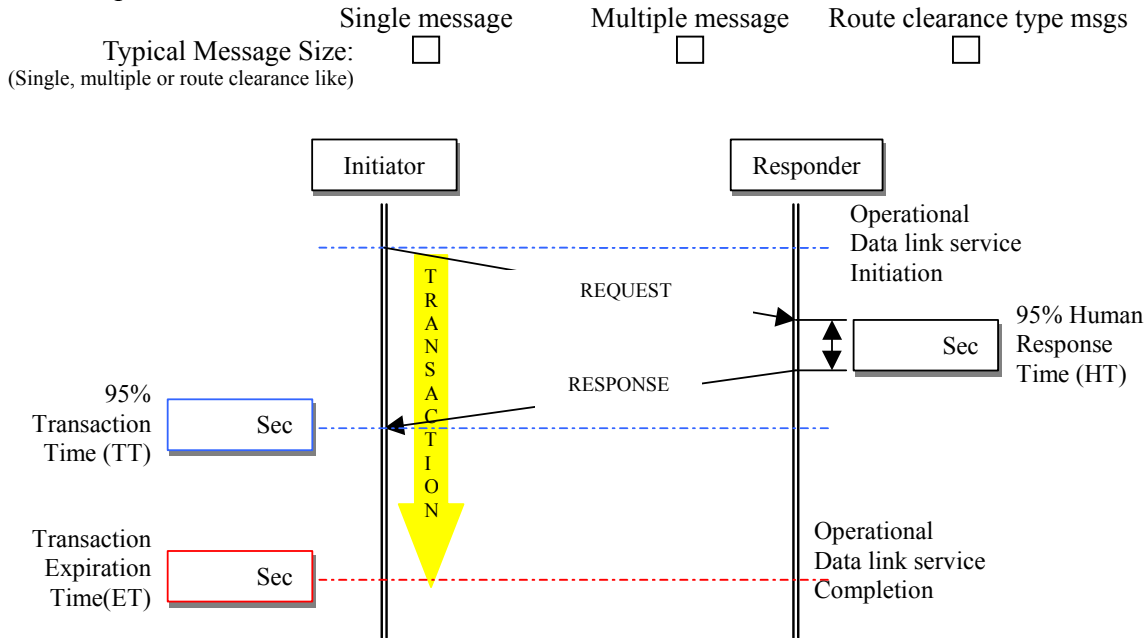 Single message
Multiple message
Route clearance type msgs
Typical Message Size:
(Single, multiple or route clearance like)
Initiator
Responder
Operational
Data link service
Initiation
TRANSACTION
REQUEST
95% Human
Response
Time (HT)
Sec
RESPONSE
95%
Transaction
Time (TT)
Sec
Transaction
Expiration
Time(ET)
Sec
Operational
Data link service
Completion